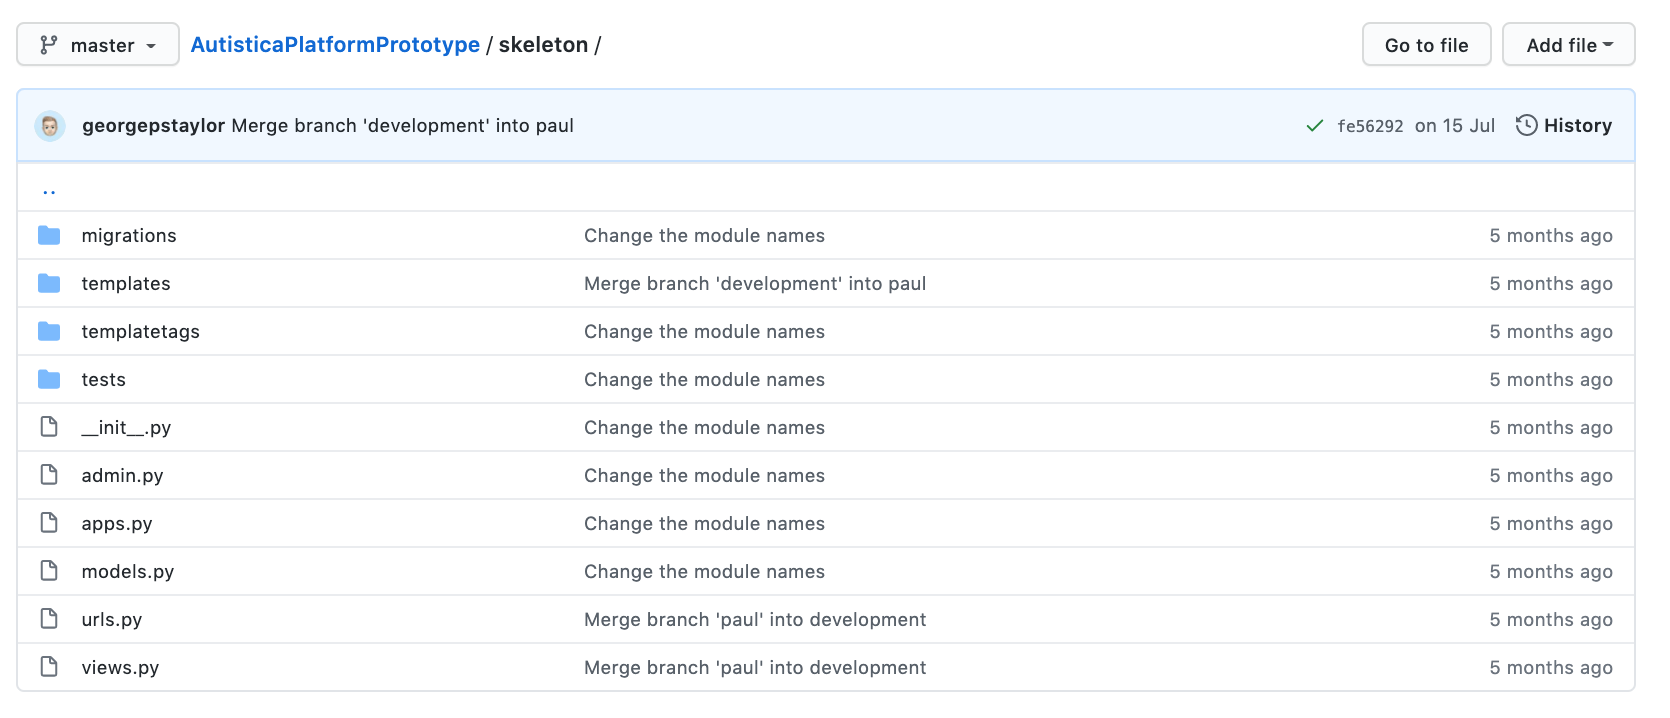 master AutisticaPlatformPrototype / skeleton / Go to file Add file
georgepstaylor Merge branch 'development' into paul fe56292 on 15 Jul History
..
migrations Change the module names 5 months ago
templates Merge branch 'development' into paul 5 months ago
templatetags Change the module names 5 months ago
tests Change the module names 5 months ago
__init__.py Change the module names 5 months ago
admin.py Change the module names 5 months ago
apps.py Change the module names 5 months ago
models.py Change the module names 5 months ago
urls.py Merge branch 'paul' into development 5 months ago
views.py Merge branch 'paul' into development 5 months ago